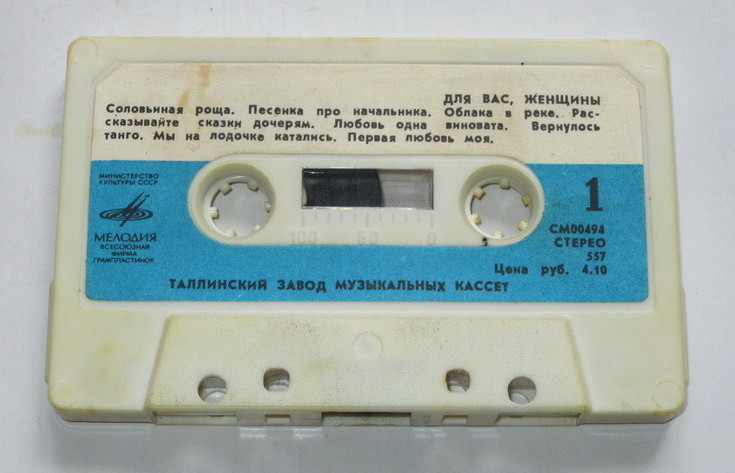 ДЛЯ ВАС, ЖЕНЩИНЫ
Соловьиная роща. Песенка про начальника. Облака в реке. Рас-
сказывайте сказки дочерям. Любовь одна виновата. Вернулось
танго. Мы на лодочке катались. Первая любовь моя.
МИНИСТЕРСТВО
КУЛЬТУРЫ СССР
МЕЛОДИЯ
ВСЕСОЮЗНАЯ
ФИРМА
ГРАМПЛАСТИНОК
100 50 0
1
СМ00494
СТЕРЕО
557
Цена руб. 4.10
ТАЛЛИНСКИЙ ЗАВОД МУЗЫКАЛЬНЫХ КАССЕТ